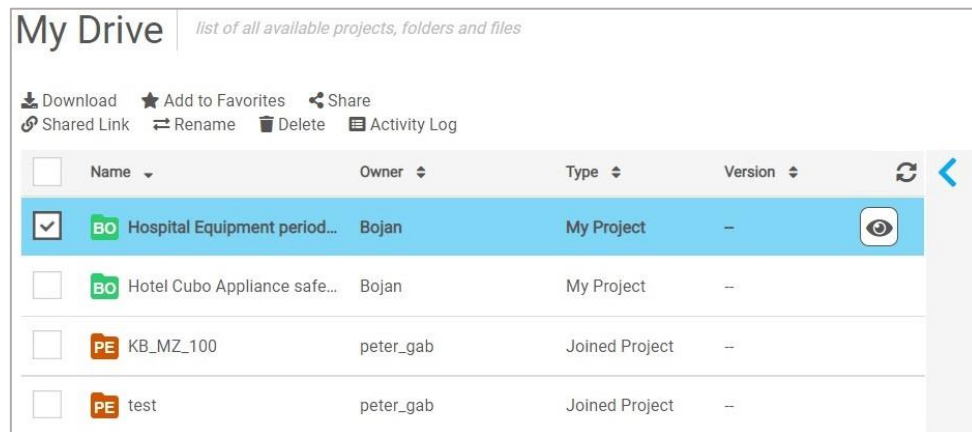 My Drive list of all available projects, folders and files
Download Add to Favorites Share
Shared Link Rename Delete Activity Log
Name Owner Type Version
BO Hospital Equipment period... Bojan My Project --
BO Hotel Cubo Appliance safe... Bojan My Project --
PE KB_MZ_100 peter_gab Joined Project --
PE test peter_gab Joined Project --